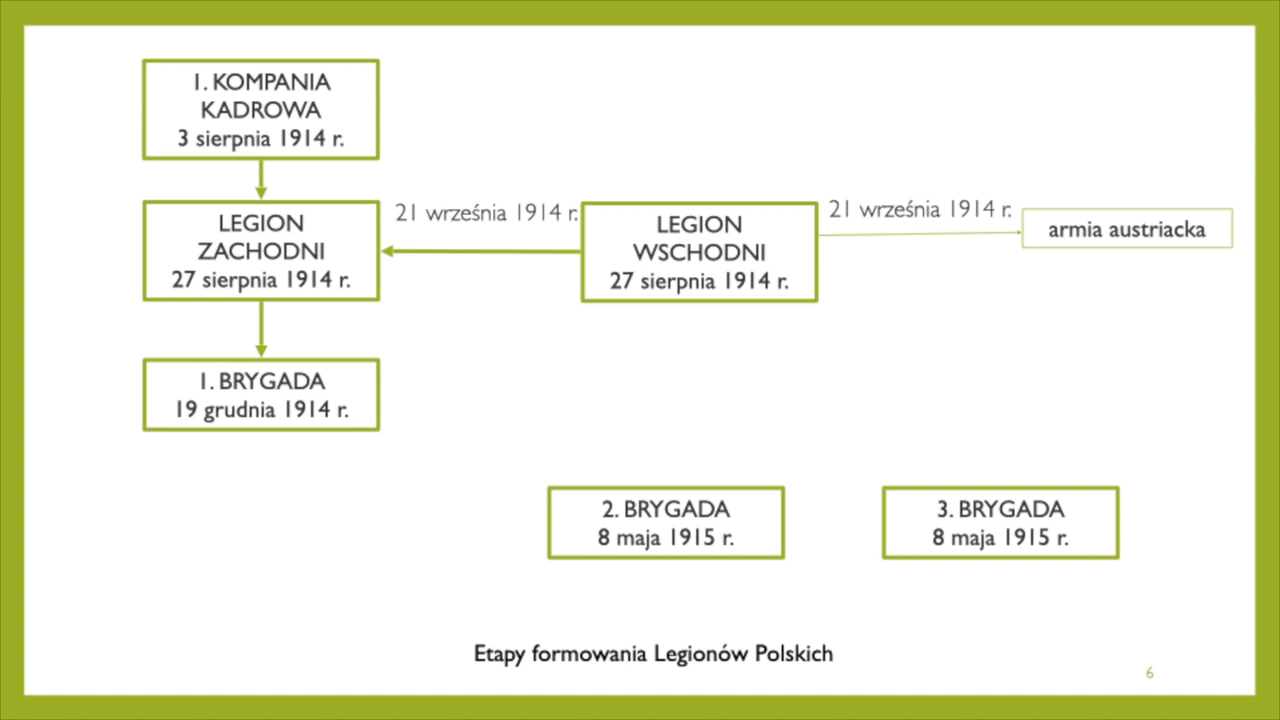 1. KOMPANIA
KADROWA
3 sierpnia 1914 r.
LEGION
ZACHODNI
27 sierpnia 1914 r.
21 września 1914 r.
LEGION
WSCHODNI
27 sierpnia 1914 r.
21 września 1914 r.
armia austriacka
1. BRYGADA
19 grudnia 1914 r.
2. BRYGADA
8 maja 1915 r.
3. BRYGADA
8 maja 1915 r.
Etapy formowania Legionów Polskich
6